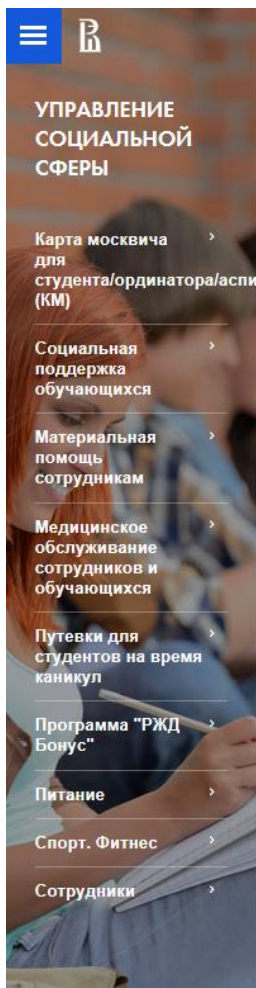 УПРАВЛЕНИЕ
СОЦИАЛЬНОЙ
СФЕРЫ
Карта москвича
для
студента/ординатора/аспи
(КМ)
Социальная
поддержка
обучающихся
Материальная
помощь
сотрудникам
Медицинское
обслуживание
сотрудников и
обучающихся
Путевки для
студентов на время
каникул
Программа "РЖД
Бонус"
Питание
Спорт. Фитнес
Сотрудники